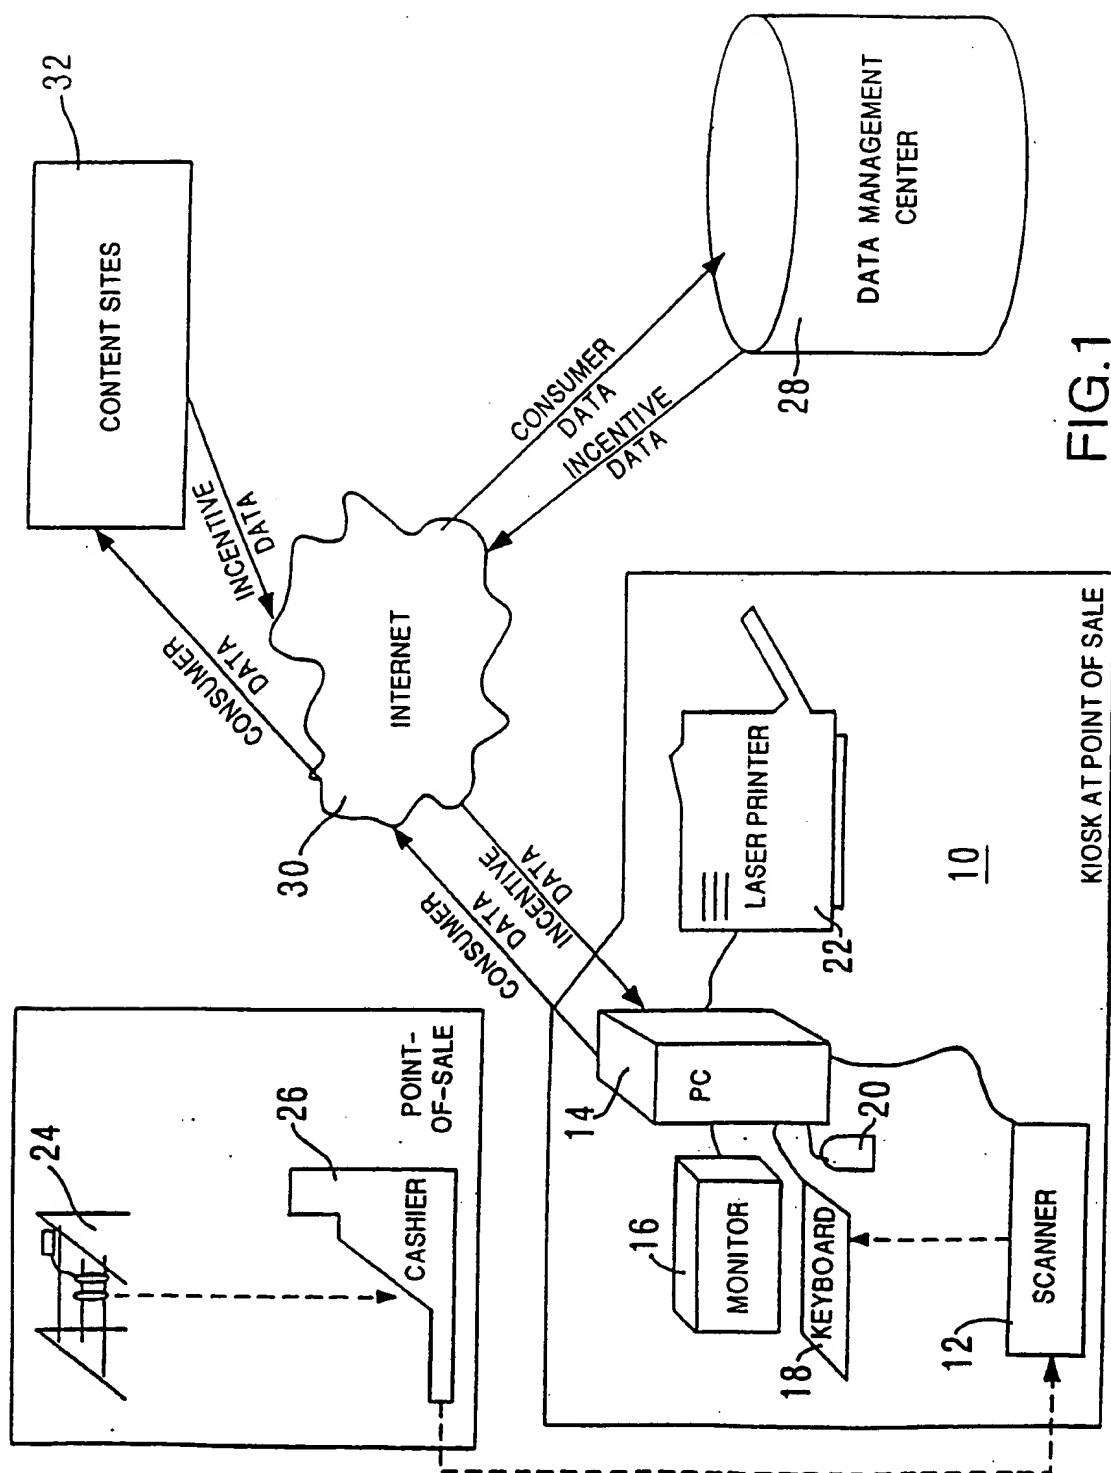 24
26
CASHIER
POINT-
OF-SALE
32
CONTENT SITES
CONSUMER
DATA
INCENTIVE
DATA
30
INTERNET
CONSUMER
DATA
INCENTIVE
DATA
CONSUMER
DATA
INCENTIVE
DATA
28
DATA MANAGEMENT
CENTER
14
PC
16
MONITOR
18
KEYBOARD
20
12
SCANNER
22
LASER PRINTER
10
KIOSK AT POINT OF SALE
FIG.1